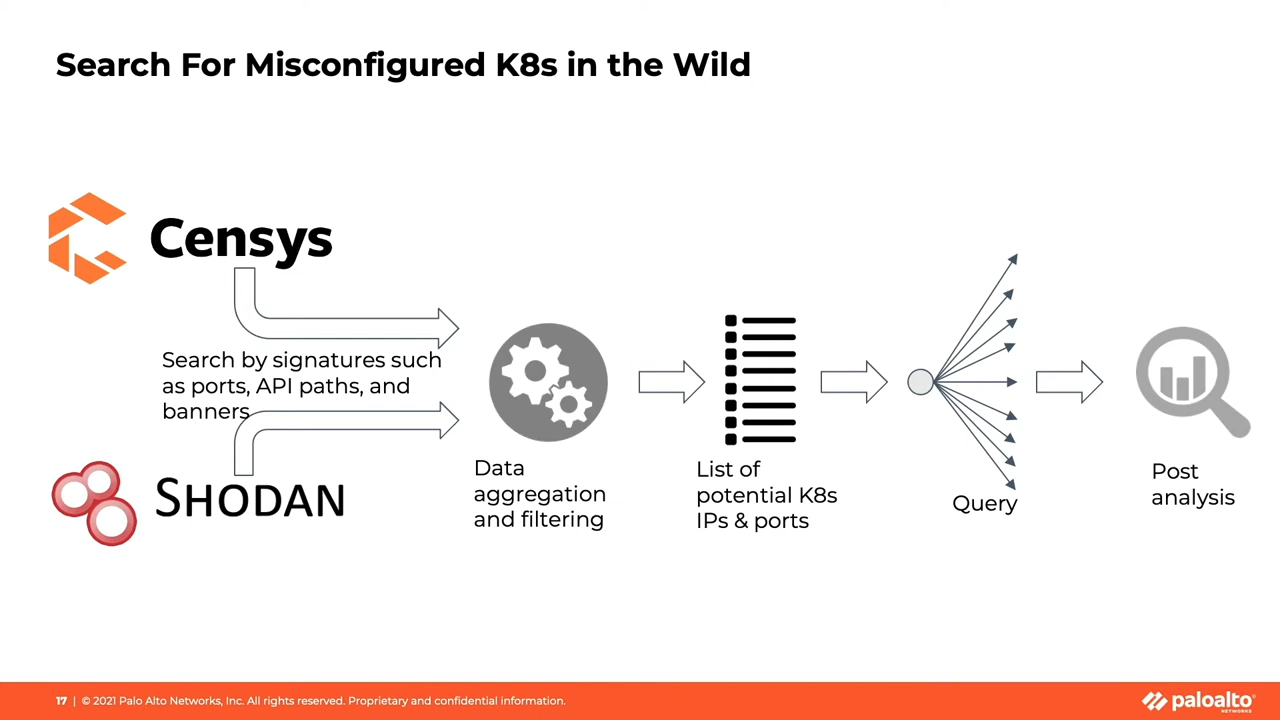 Search For Misconfigured K8s in the Wild
Censys
Search by signatures such
as ports, API paths, and
banners
SHODAN
Data
aggregation
and filtering
List of
potential K8s
IPs & ports
Query
Post
analysis
17 | © 2021 Palo Alto Networks, Inc. All rights reserved. Proprietary and confidential information.
paloalto
NETWORKS